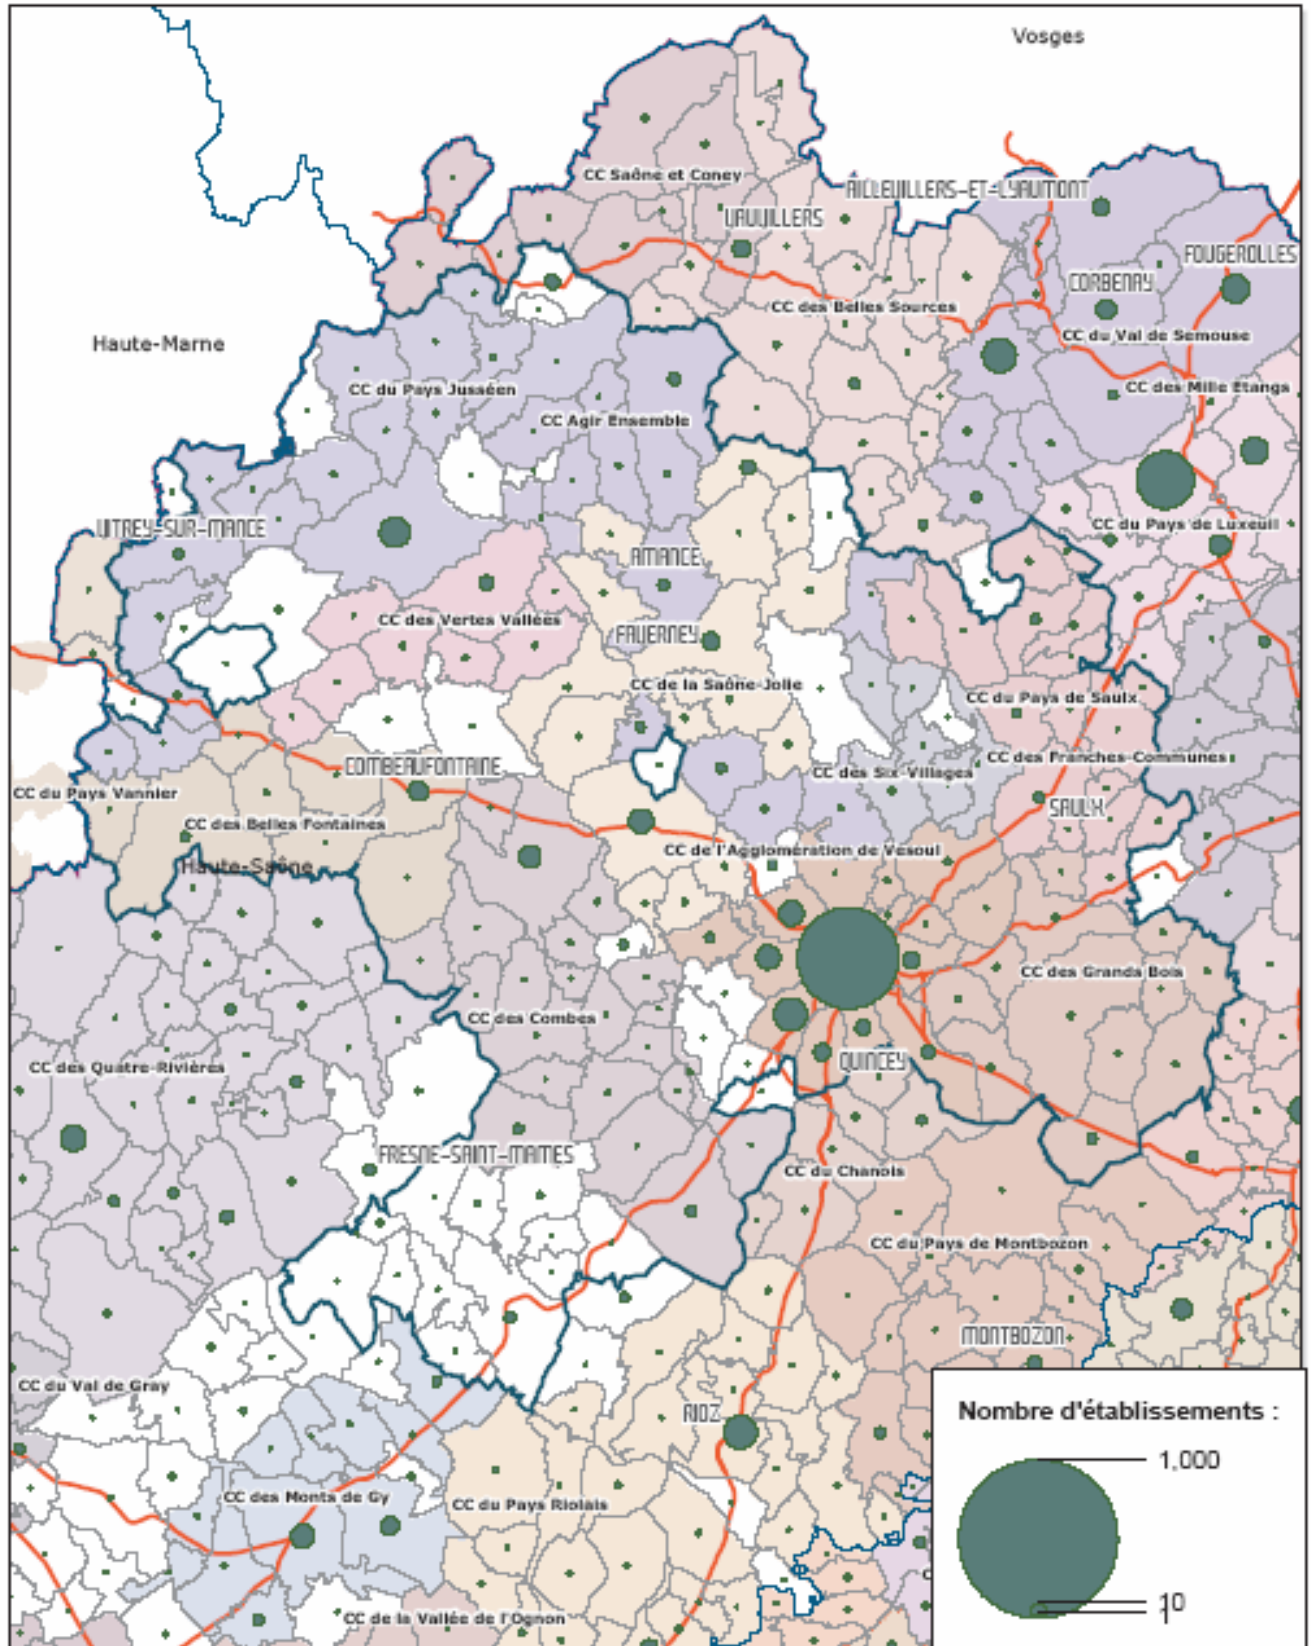 Vosges
CC Saône et Coney
AILLEVILLERS-ET-LYAUMONT
VAUVILLERS
FOUGEROLLES
CORBENAY
CC des Belles Sources
CC du Val de Semouse
Haute-Marne
CC du Pays Jusséen
CC des Mille Etangs
CC Agir Ensemble
VITREY-SUR-MANCE
CC du Pays de Luxeuil
AMANCE
CC des Vertes Vallées
FAVERNEY
CC de la Saône Jolie
CC du Pays de Saulx
CC des Franches-Communes
COMBEAUFONTAINE
CC des Six-Villages
CC du Pays Vannier
SAULX
CC des Belles Fontaines
CC de l'Agglomération de Vesoul
Haute-Saône
CC des Grands Bois
CC des Combes
CC des Quatre-Rivières
QUINCEY
FRESNE-SAINT-MAMES
CC du Chanois
CC du Pays de Montbozon
MONTBOZON
CC du Val de Gray
RIOZ
Nombre d'établissements :
1,000
CC des Monts de Gy
CC du Pays Riolais
10
1
CC de la Vallée de l'Ognon